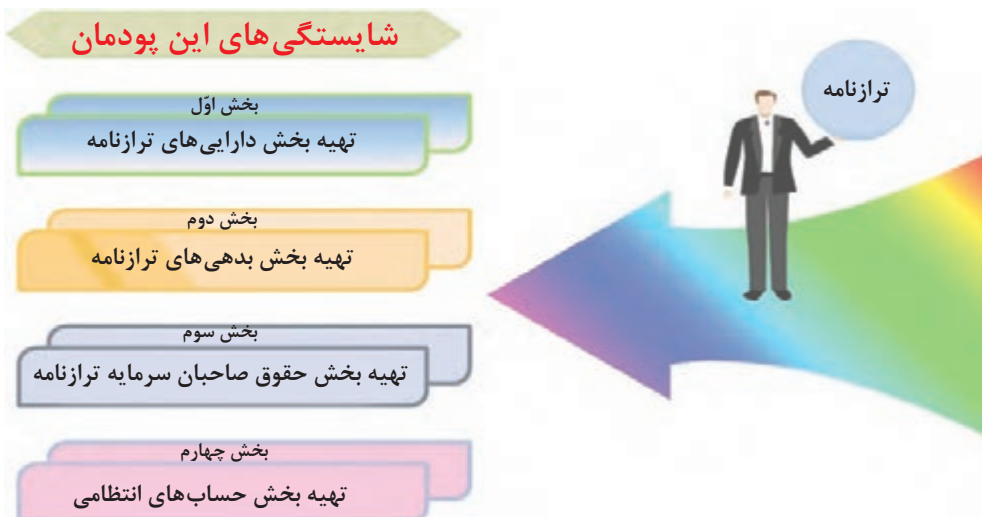 شایستگی‌های این پودمان
ترازنامه
بخش اوّل
تهیه بخش دارایی‌های ترازنامه
بخش دوم
تهیه بخش بدهی‌های ترازنامه
بخش سوم
تهیه بخش حقوق صاحبان سرمایه ترازنامه
بخش چهارم
تهیه بخش حساب‌های انتظامی